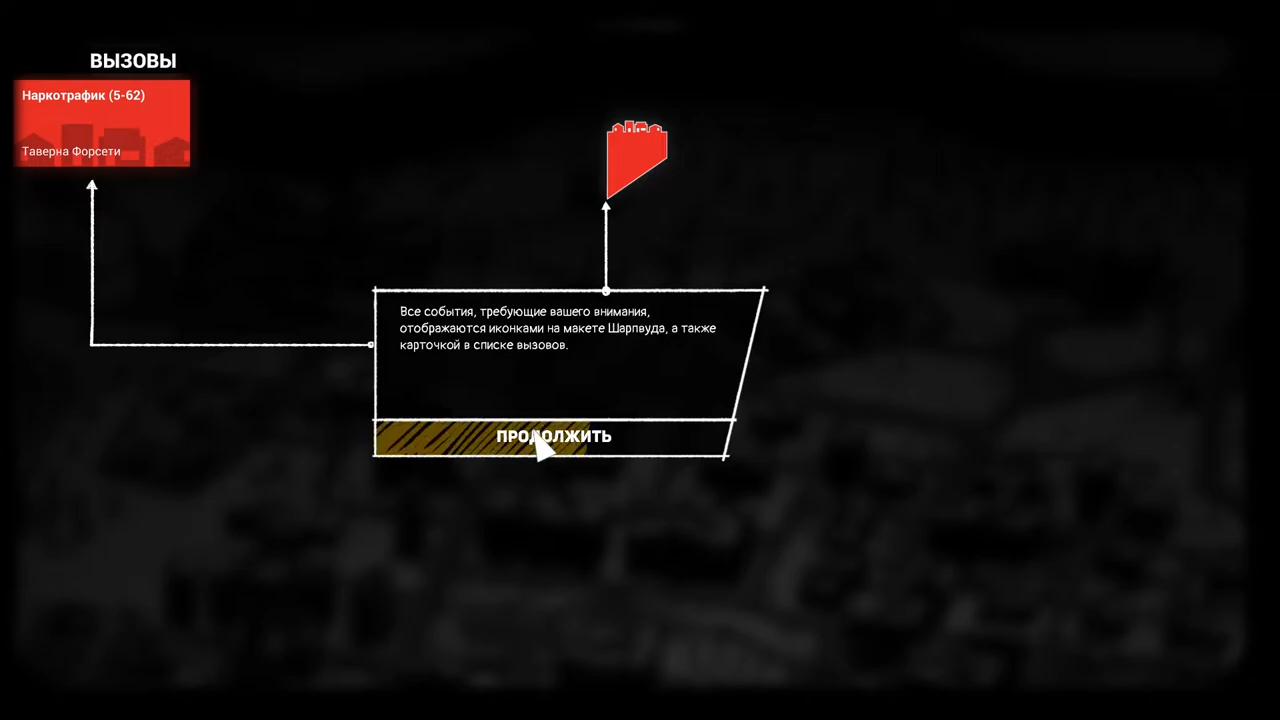 ВЫЗОВЫ
Наркотрафик (5-62)
Таверна Форсети
Все события, требующие вашего внимания,
отображаются иконками на макете Шарпвуда, а также
карточкой в списке вызовов.
ПРОДОЛЖИТЬ